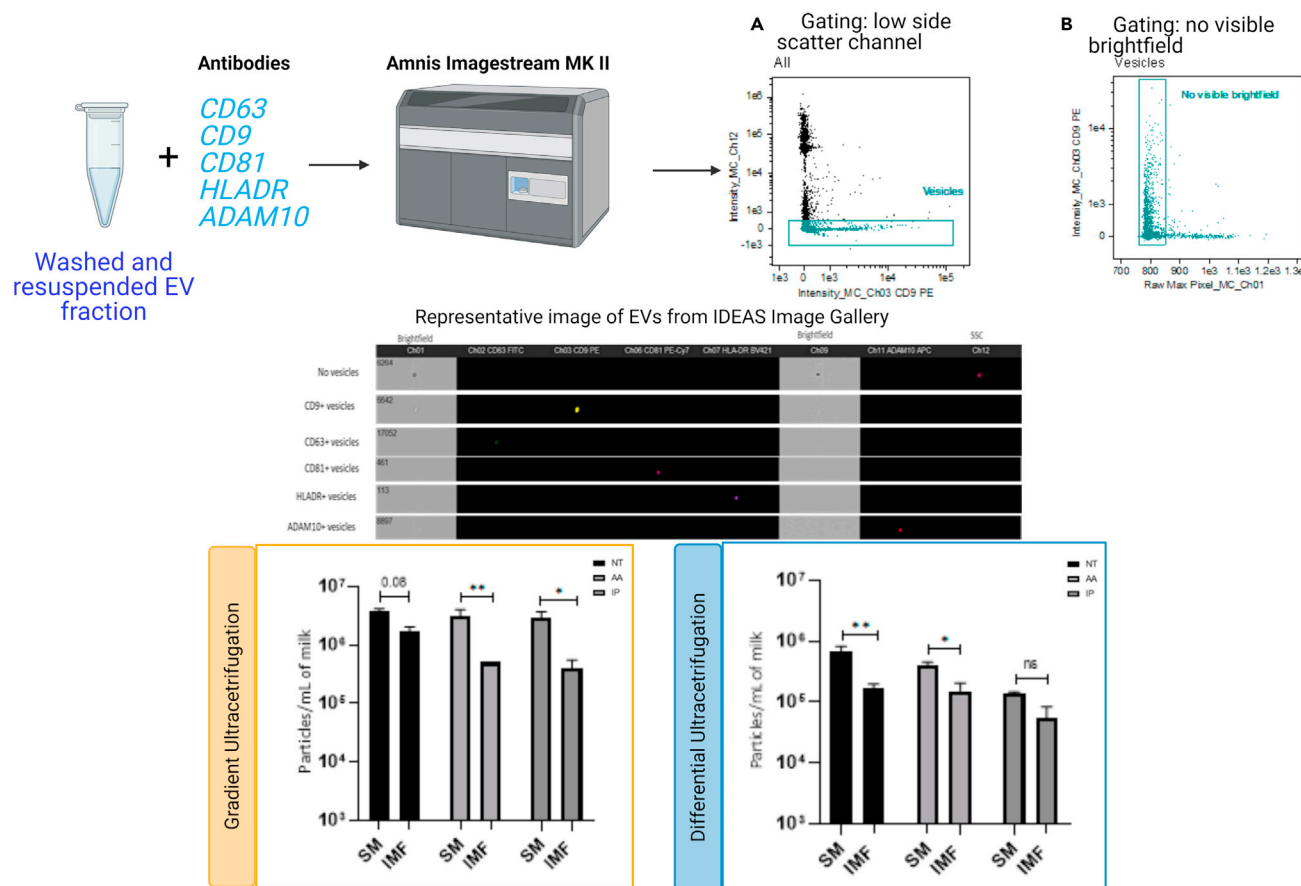 Antibodies
CD63
CD9
CD81
HLADR
ADAM10
+
Washed and
resuspended EV
fraction
Amnis Imagestream MK II
A
Gating: low side
scatter channel
All
Intensity_MC_Ch12
1e6
1e5
1e4
1e3
0
-1e3
Vesicles
-1e3 0 1e3 1e4 1e5
Intensity_MC_Ch03 CD9 PE
B
Gating: no visible
brightfield
Vesicles
No visible brightfield
Intensity_MC_Ch03 CD9 PE
1e4
1e3
0
700 800 900 1e3 1.1e3 1.2e3 1.3e
Raw Max Pixel_MC_Ch01
Representative image of EVs from IDEAS Image Gallery
Brightfield Brightfield SSC
Ch01 Ch02 CD63 FITC Ch03 CD9 PE Ch06 CD81 PE-Cy7 Ch07 HLA-DR BV421 Ch09 Ch11 ADAM10 APC Ch12
No vesicles 6264
CD9+ vesicles 6642
CD63+ vesicles 17052
CD81+ vesicles 461
HLADR+ vesicles 113
ADAM10+ vesicles 8897
Gradient Ultracetrifugation
Particles/mL of milk
10⁷
10⁶
10⁵
10⁴
10³
0.08
**
*
NT
AA
IP
SM IMF SM IMF SM IMF
Differential Ultracetrifugation
Particles/mL of milk
10⁷
10⁶
10⁵
10⁴
10³
**
*
ns
NT
AA
IP
SM IMF SM IMF SM IMF